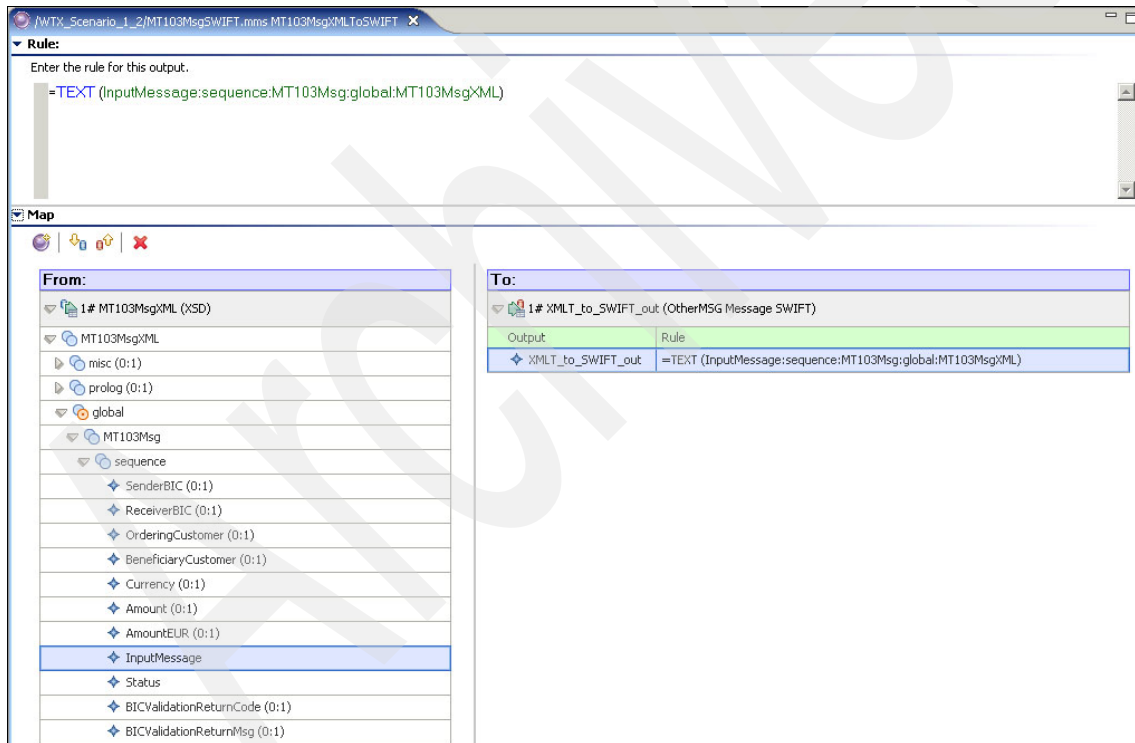 /WTX_Scenario_1_2/MT103MsgSWIFT.mms MT103MsgXMLToSWIFT
Rule:
Enter the rule for this output.
=TEXT (InputMessage:sequence:MT103Msg:global:MT103MsgXML)
Map
From:
1# MT103MsgXML (XSD)
MT103MsgXML
misc (0:1)
prolog (0:1)
global
MT103Msg
sequence
SenderBIC (0:1)
ReceiverBIC (0:1)
OrderingCustomer (0:1)
BeneficiaryCustomer (0:1)
Currency (0:1)
Amount (0:1)
AmountEUR (0:1)
InputMessage
Status
BICValidationReturnCode (0:1)
BICValidationReturnMsg (0:1)
To:
1# XMLT_to_SWIFT_out (OtherMSG Message SWIFT)
Output Rule
XMLT_to_SWIFT_out =TEXT (InputMessage:sequence:MT103Msg:global:MT103MsgXML)
Archive